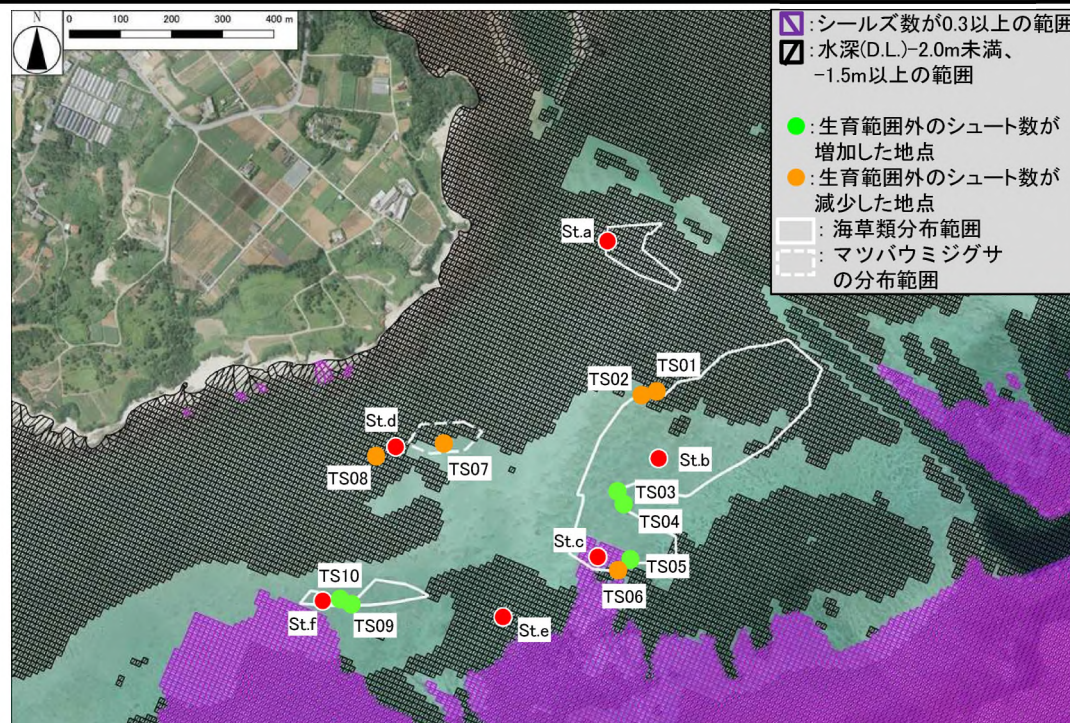 N
0 100 200 300 400 m
:シールズ数が0.3以上の範囲
:水深(D.L.)-2.0m未満、
-1.5m以上の範囲
:生育範囲外のシュート数が
増加した地点
:生育範囲外のシュート数が
減少した地点
: 海草類分布範囲
: マツバウミジグサ
の分布範囲
St.a
TS02
TS01
St.d
TS08
TS07
St.b
TS03
TS04
St.c
TS05
TS06
TS10
St.f
TS09
St.e